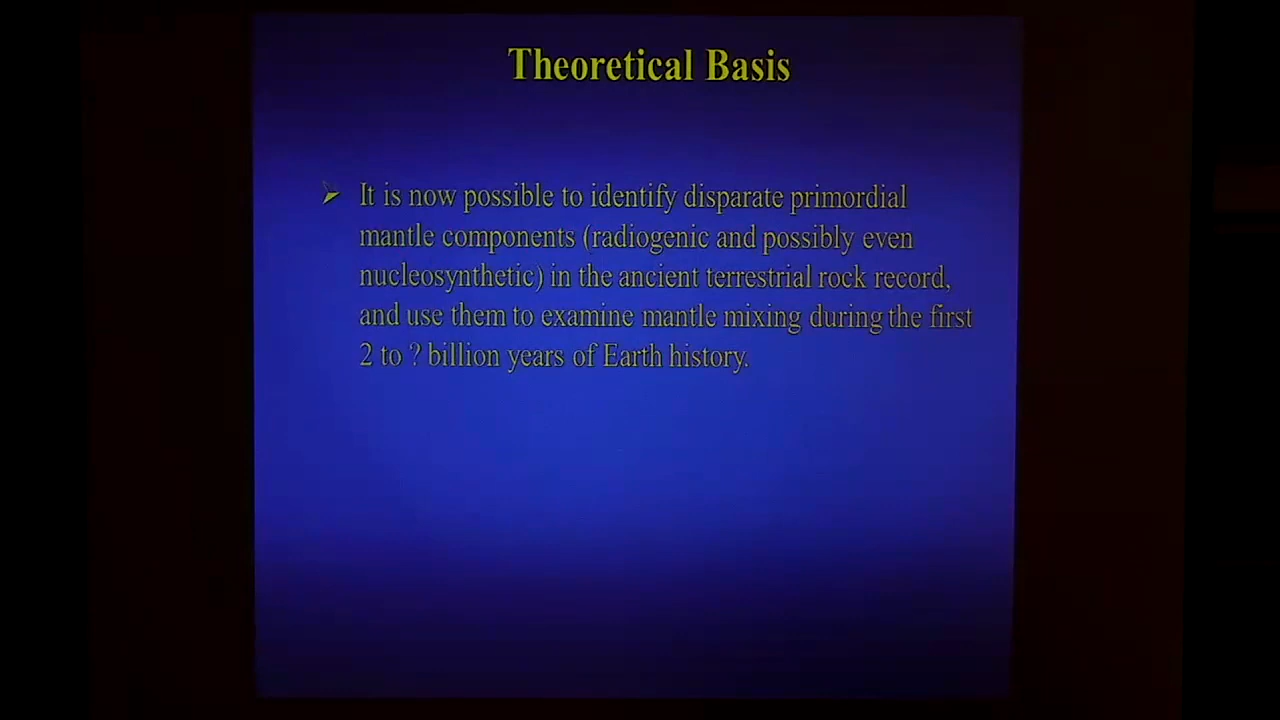 Theoretical Basis
It is now possible to identify disparate primordial
mantle components (radiogenic and possibly even
nucleosynthetic) in the ancient terrestrial rock record,
and use them to examine mantle mixing during the first
2 to ? billion years of Earth history.